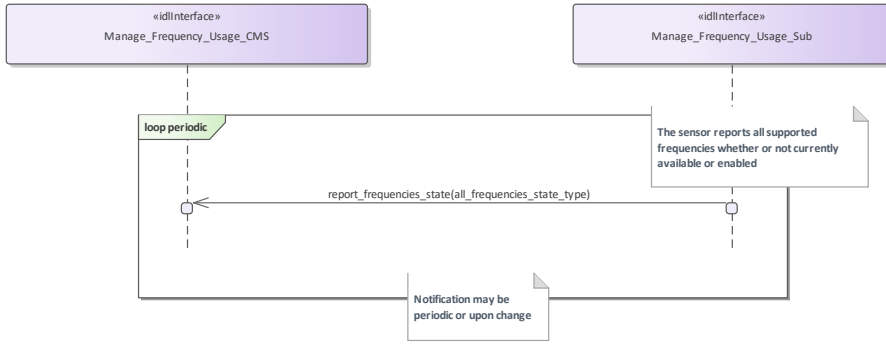 «idlInterface»
Manage_Frequency_Usage_CMS
«idlInterface»
Manage_Frequency_Usage_Sub
loop periodic
The sensor reports all supported
frequencies whether or not currently
available or enabled
report_frequencies_state(all_frequencies_state_type)
Notification may be
periodic or upon change